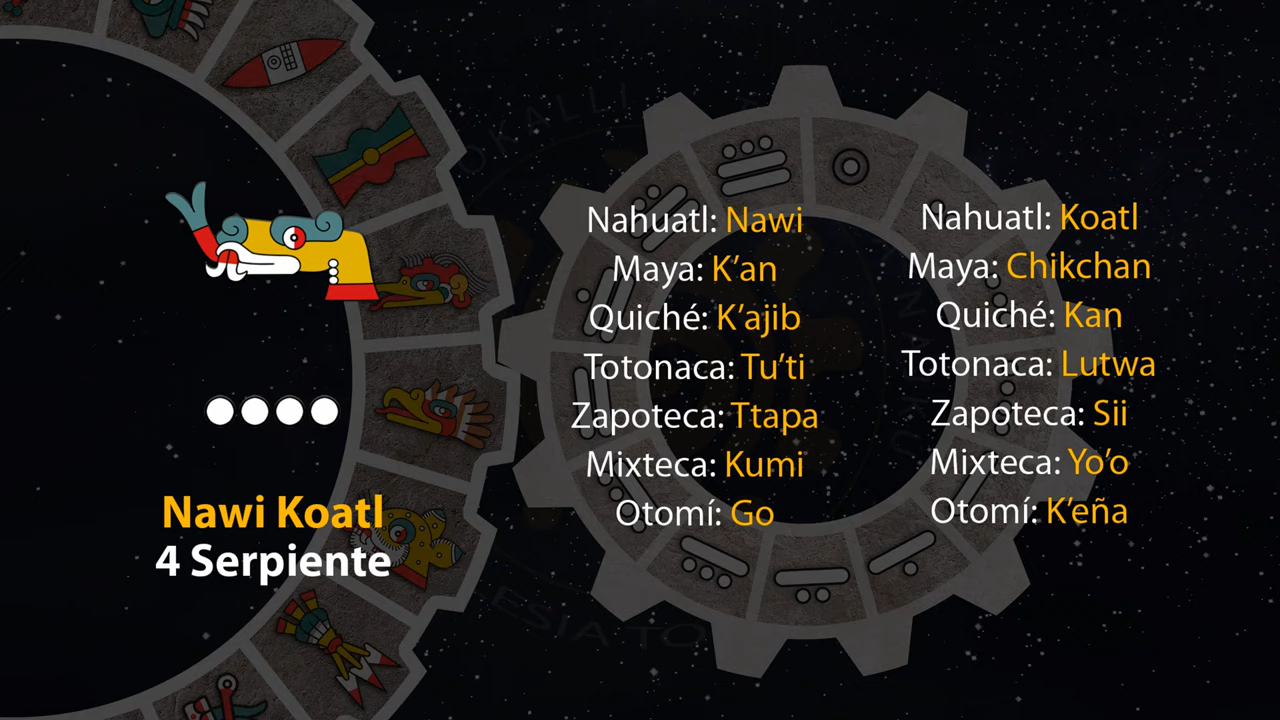 Nawi Koatl
4 Serpiente
Nahuatl: Nawi
Maya: K’an
Quiché: K’ajib
Totonaca: Tu’ti
Zapoteca: Ttapa
Mixteca: Kumi
Otomí: Go
Nahuatl: Koatl
Maya: Chikchan
Quiché: Kan
Totonaca: Lutwa
Zapoteca: Sii
Mixteca: Yo’o
Otomí: K’eña